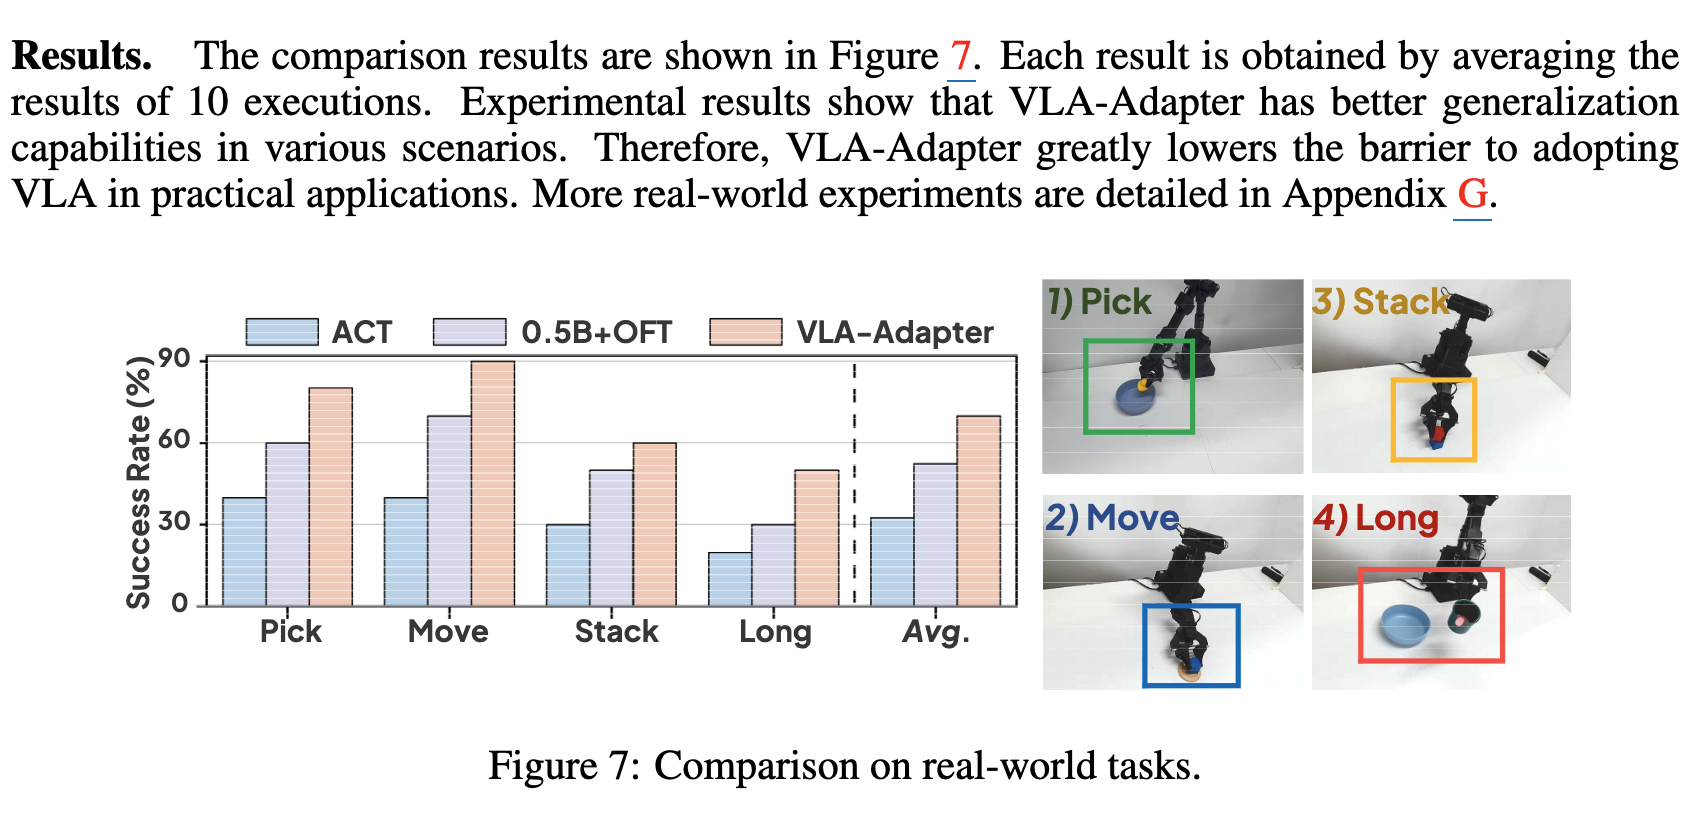 Results. The comparison results are shown in Figure 7. Each result is obtained by averaging the
results of 10 executions. Experimental results show that VLA-Adapter has better generalization
capabilities in various scenarios. Therefore, VLA-Adapter greatly lowers the barrier to adopting
VLA in practical applications. More real-world experiments are detailed in Appendix G.
ACT 0.5B+OFT VLA-Adapter
Success Rate (%)
90
60
30
0
Pick Move Stack Long Avg.
1) Pick
3) Stack
2) Move
4) Long
Figure 7: Comparison on real-world tasks.